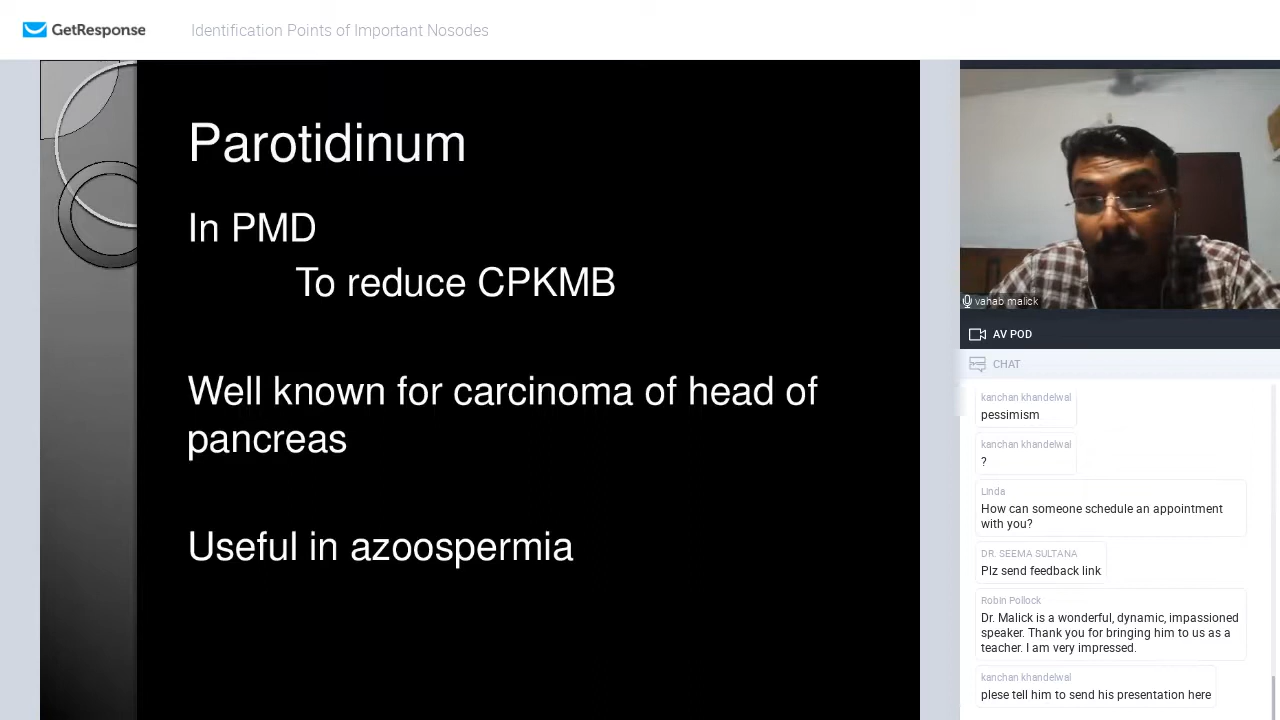 GetResponse
Identification Points of Important Nosodes
Parotidinum
In PMD
To reduce CPKMB
Well known for carcinoma of head of
pancreas
Useful in azoospermia
vahab malick
AV POD
CHAT
kanchan khandelwal
pessimism
kanchan khandelwal
?
Linda
How can someone schedule an appointment
with you?
DR. SEEMA SULTANA
Plz send feedback link
Robin Pollock
Dr. Malick is a wonderful, dynamic, impassioned
speaker. Thank you for bringing him to us as a
teacher. I am very impressed.
kanchan khandelwal
plese tell him to send his presentation here